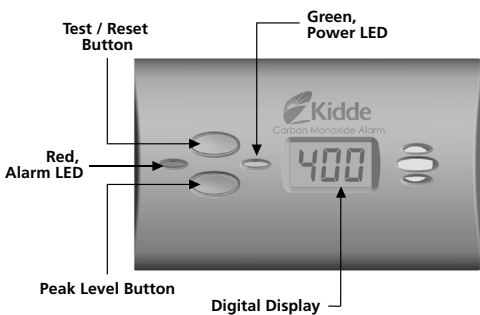 Test / Reset
Button
Green,
Power LED
Kidde
Carbon Monoxide Alarm
Red,
Alarm LED
400
Peak Level Button
Digital Display